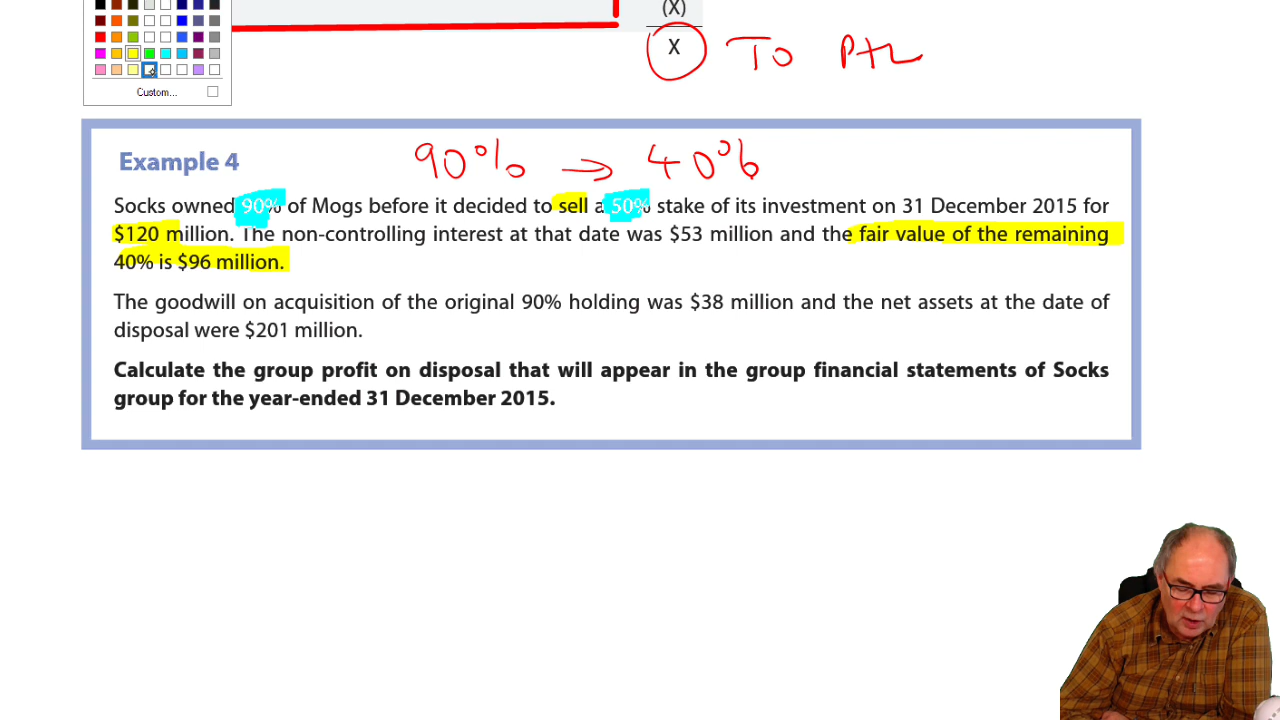 (X)
X To P+L
Custom...
Example 4
90% → 40%
Socks owned 90% of Mogs before it decided to sell a 50% stake of its investment on 31 December 2015 for
$120 million. The non-controlling interest at that date was $53 million and the fair value of the remaining
40% is $96 million.
The goodwill on acquisition of the original 90% holding was $38 million and the net assets at the date of
disposal were $201 million.
Calculate the group profit on disposal that will appear in the group financial statements of Socks
group for the year-ended 31 December 2015.